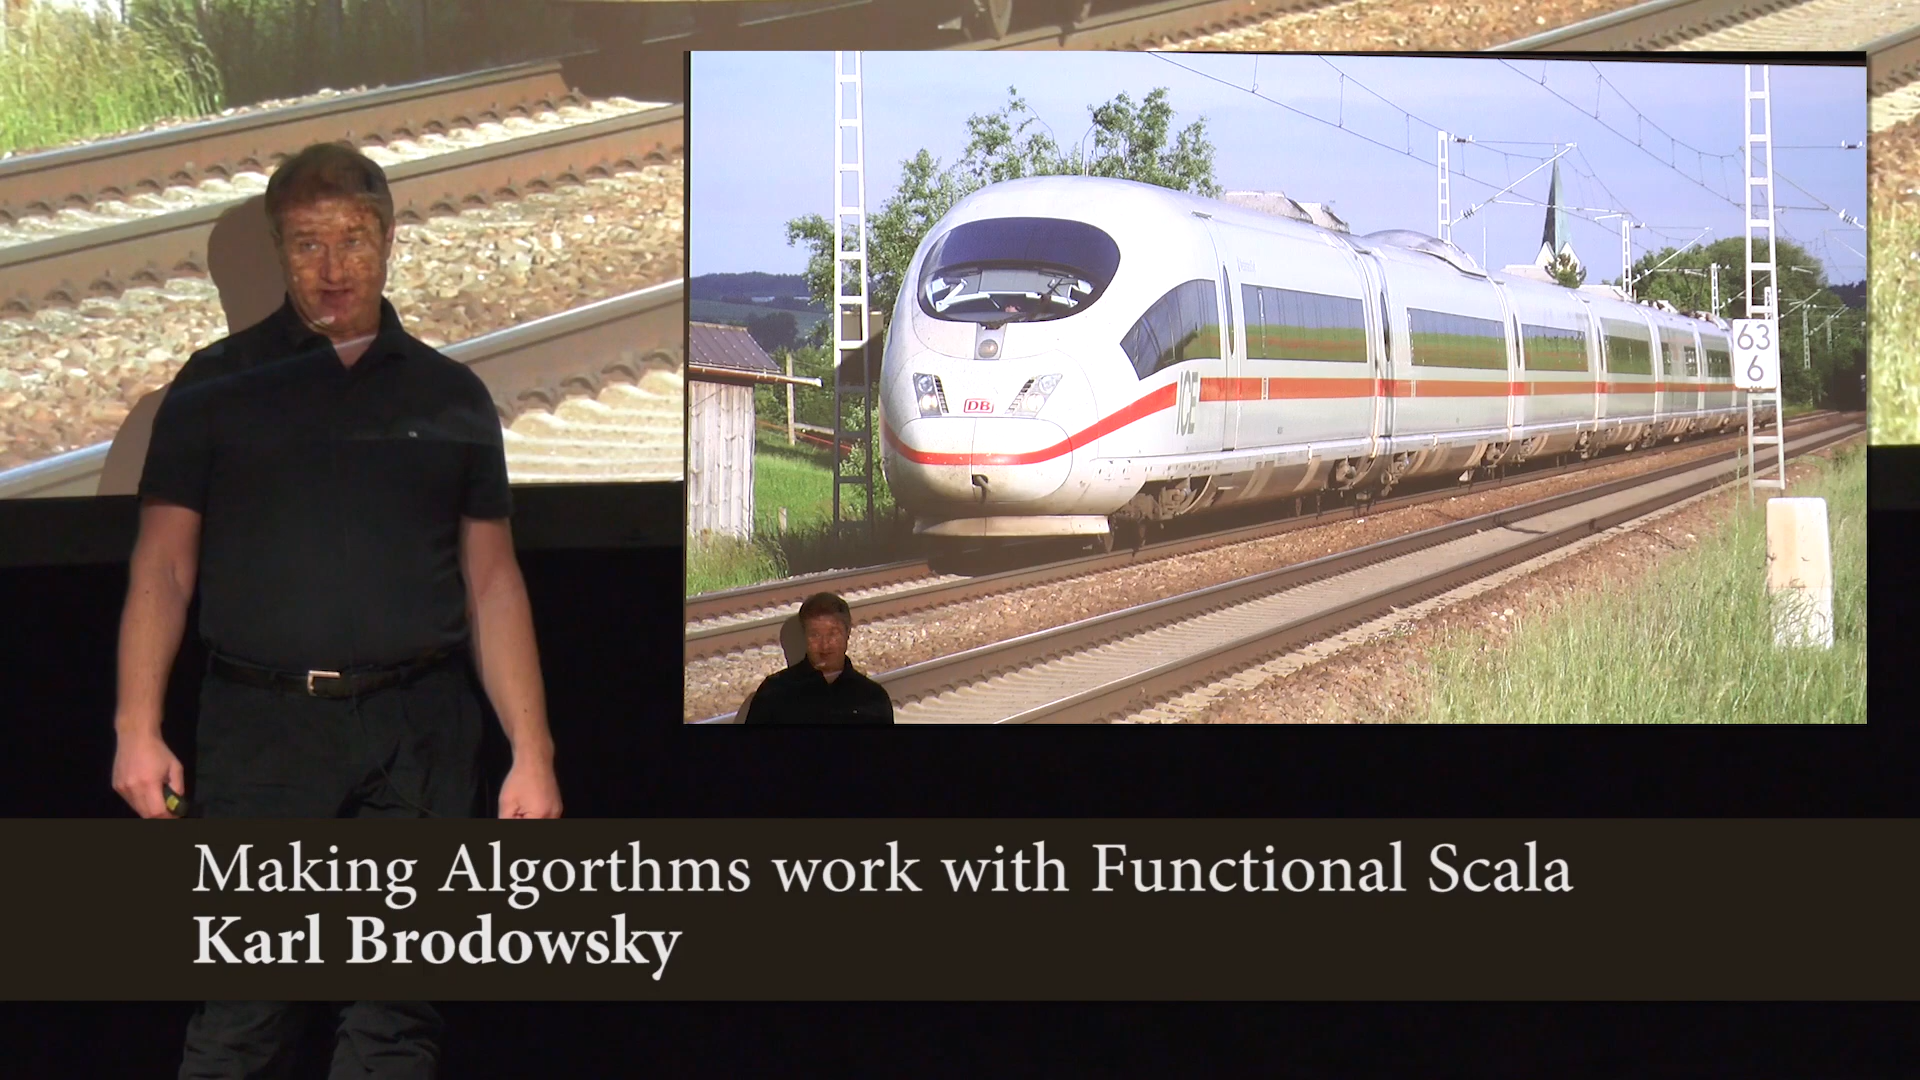 63
6
DB
ICE
Making Algorthms work with Functional Scala
Karl Brodowsky